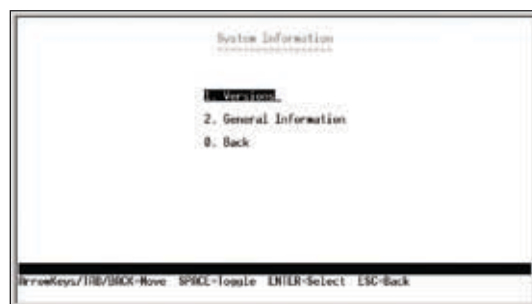 System Information
1. Versions
2. General Information
0. Back
ArrowKeys/TAB/BACK-Move SPACE-Toggle ENTER-Select ESC-Back